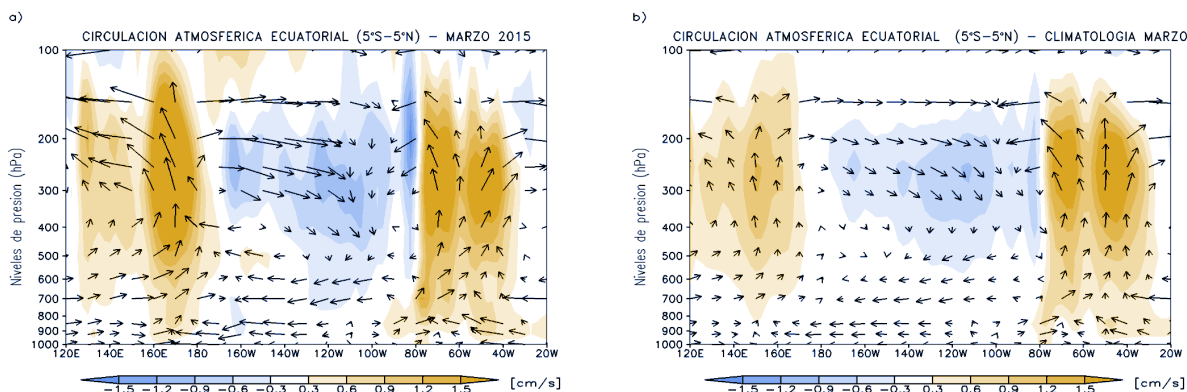 a)
CIRCULACION ATMOSFERICA ECUATORIAL (5°S–5°N) – MARZO 2015
Niveles de presion (hPa)
100
200
300
400
500
600
700
800
900
1000
120E 140E 160E 180 160W 140W 120W 100W 80W 60W 40W 20W
−1.5 −1.2 −0.9 −0.6 −0.3 0.3 0.6 0.9 1.2 1.5 [cm/s]
b)
CIRCULACION ATMOSFERICA ECUATORIAL (5°S–5°N) – CLIMATOLOGIA MARZO
Niveles de presion (hPa)
100
200
300
400
500
600
700
800
900
1000
120E 140E 160E 180 160W 140W 120W 100W 80W 60W 40W 20W
−1.5 −1.2 −0.9 −0.6 −0.3 0.3 0.6 0.9 1.2 1.5 [cm/s]